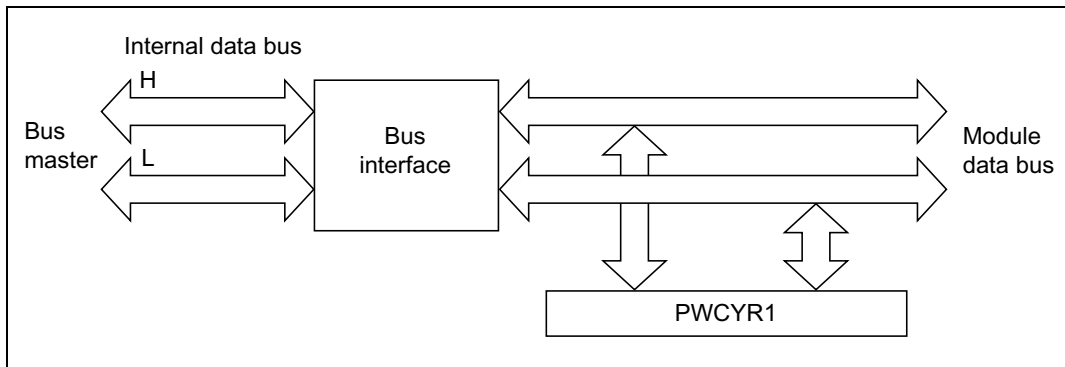 Internal data bus
H
Bus
master
L
Bus
interface
Module
data bus
PWCYR1